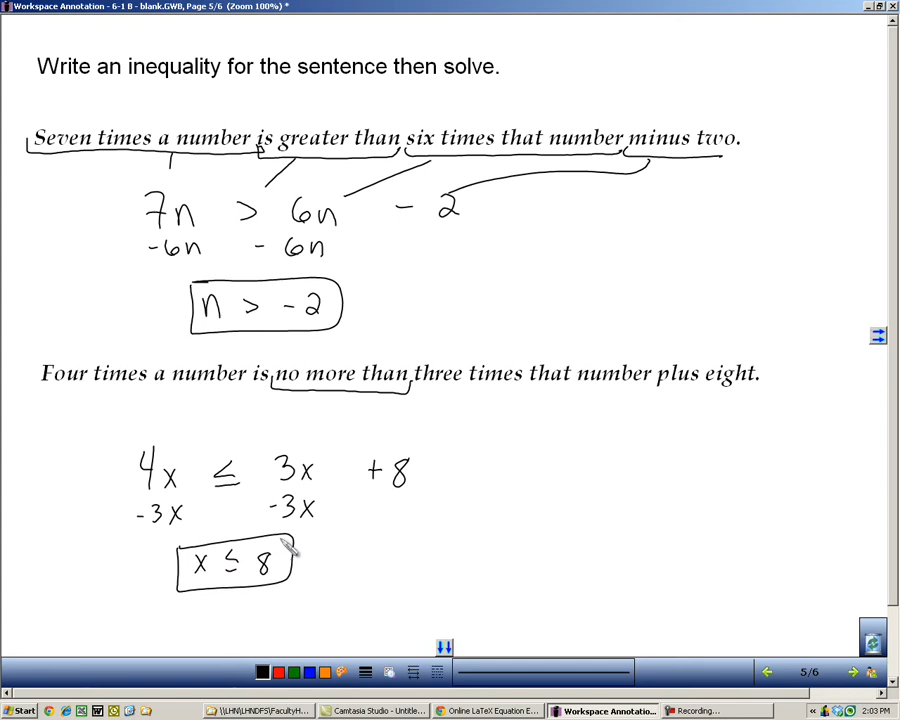 Workspace Annotation - 6-1 B - blank.GWB, Page 5/6 (Zoom 100%) *
Write an inequality for the sentence then solve.
Seven times a number is greater than six times that number minus two.
7n > 6n - 2
-6n - 6n
n > -2
Four times a number is no more than three times that number plus eight.
4x ≤ 3x +8
-3x -3x
x ≤ 8
5/6
Start \\LHN\LHNDFS\FacultyH... Camtasia Studio - Untitle... Online LaTeX Equation E... Workspace Annotatio... Recording... « 2:03 PM